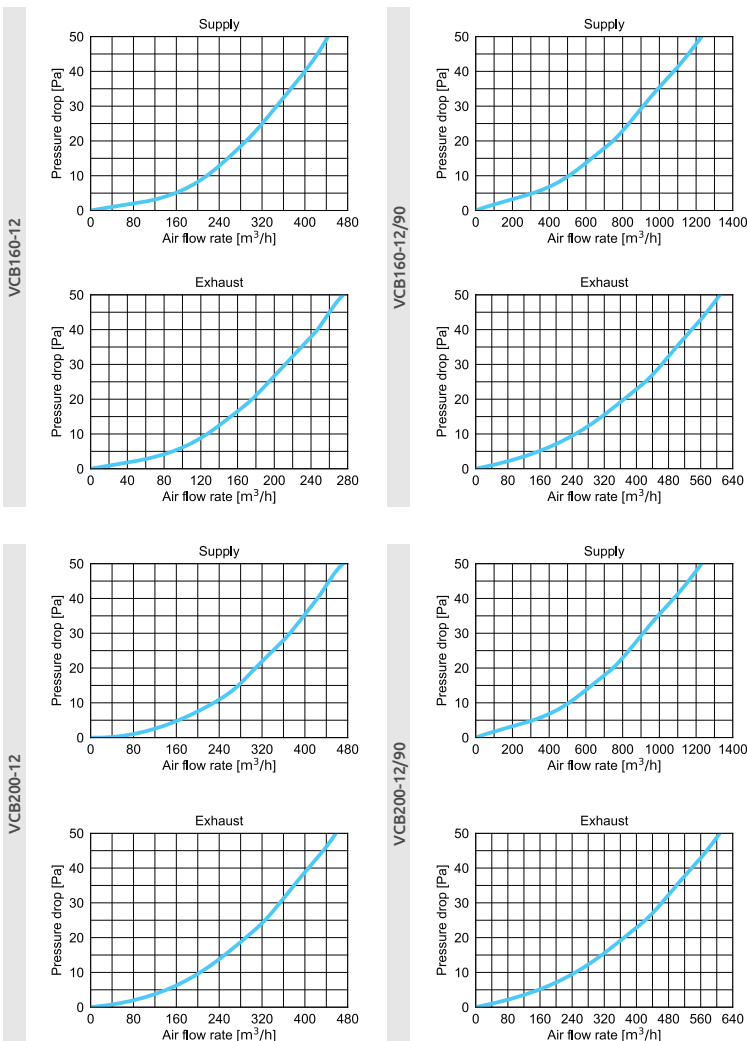 VCB160-12
Supply
Pressure drop [Pa]
50
40
30
20
10
0
0 80 160 240 320 400 480
Air flow rate [m³/h]
Exhaust
Pressure drop [Pa]
50
40
30
20
10
0
0 40 80 120 160 200 240 280
Air flow rate [m³/h]
VCB160-12/90
Supply
Pressure drop [Pa]
50
40
30
20
10
0
0 200 400 600 800 1000 1200 1400
Air flow rate [m³/h]
Exhaust
Pressure drop [Pa]
50
40
30
20
10
0
0 80 160 240 320 400 480 560 640
Air flow rate [m³/h]
VCB200-12
Supply
Pressure drop [Pa]
50
40
30
20
10
0
0 80 160 240 320 400 480
Air flow rate [m³/h]
Exhaust
Pressure drop [Pa]
50
40
30
20
10
0
0 80 160 240 320 400 480
Air flow rate [m³/h]
VCB200-12/90
Supply
Pressure drop [Pa]
50
40
30
20
10
0
0 200 400 600 800 1000 1200 1400
Air flow rate [m³/h]
Exhaust
Pressure drop [Pa]
50
40
30
20
10
0
0 80 160 240 320 400 480 560 640
Air flow rate [m³/h]